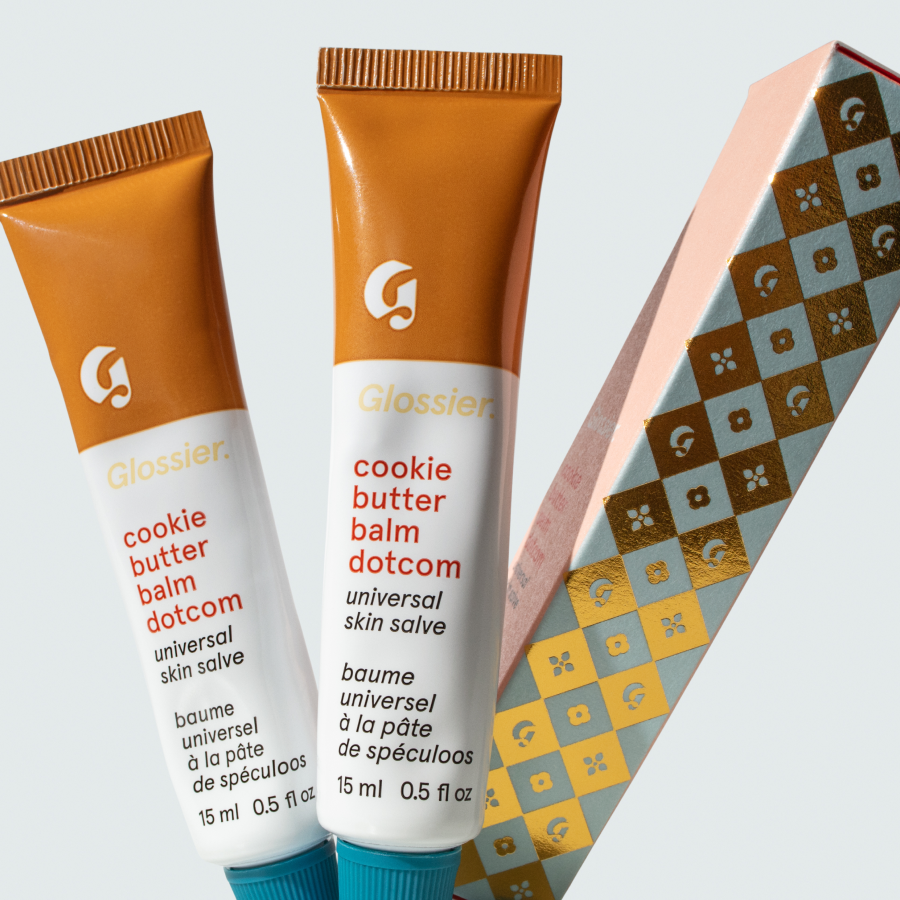 Glossier.
cookie
butter
balm
dotcom
universal
skin salve
baume
universel
à la pâte
de spéculoos
15 ml 0.5 fl oz
Glossier.
cookie
butter
balm
dotcom
universal
skin salve
baume
universel
à la pâte
de spéculoos
15 ml 0.5 fl oz